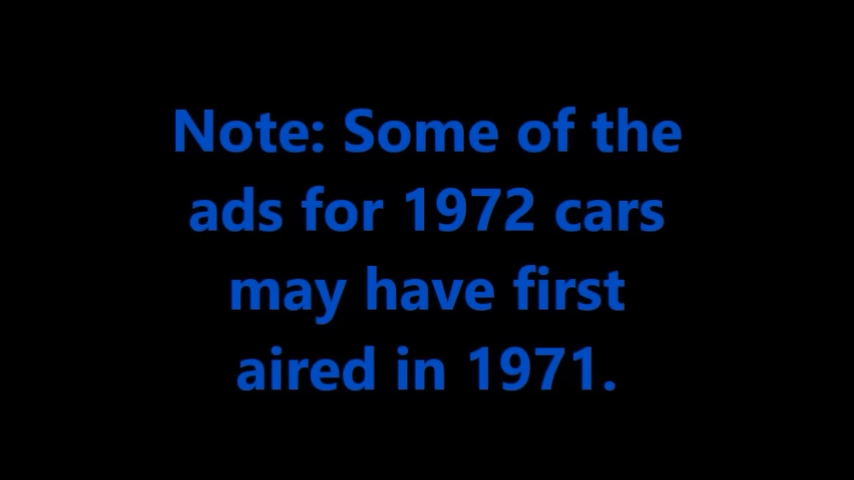 Note: Some of the
ads for 1972 cars
may have first
aired in 1971.